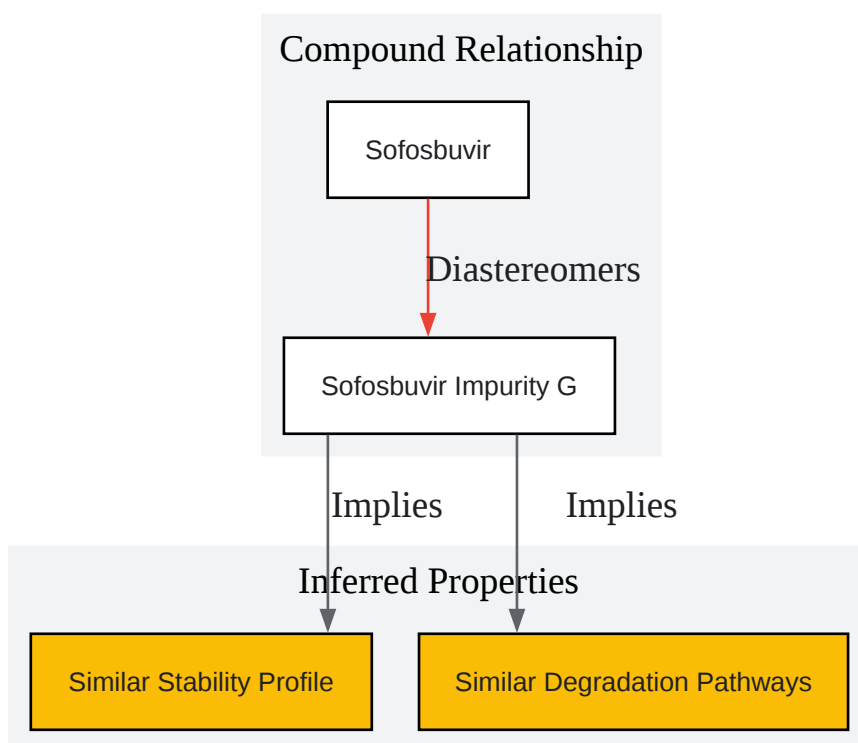 Compound Relationship
Sofosbuvir
Diastereomers
Sofosbuvir Impurity G
Implies
Implies
Inferred Properties
Similar Stability Profile
Similar Degradation Pathways